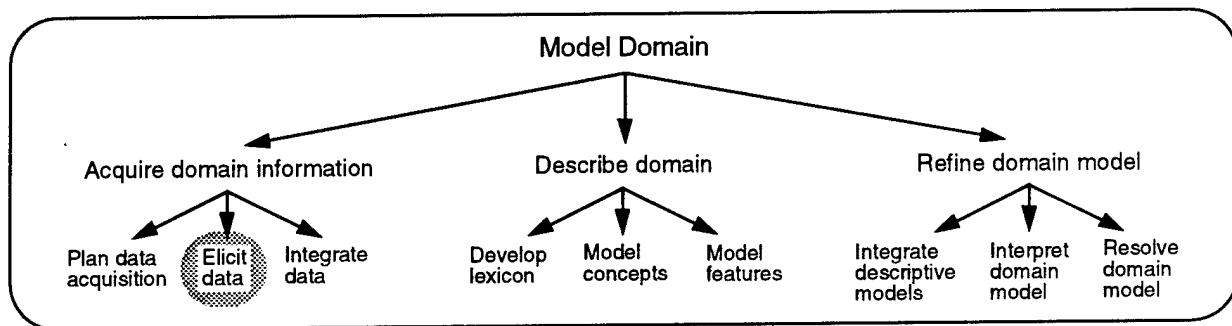 Model Domain
Acquire domain information
Describe domain
Refine domain model
Plan data
acquisition
Elicit
data
Integrate
data
Develop
lexicon
Model
concepts
Model
features
Integrate
descriptive
models
Interpret
domain
model
Resolve
domain
model